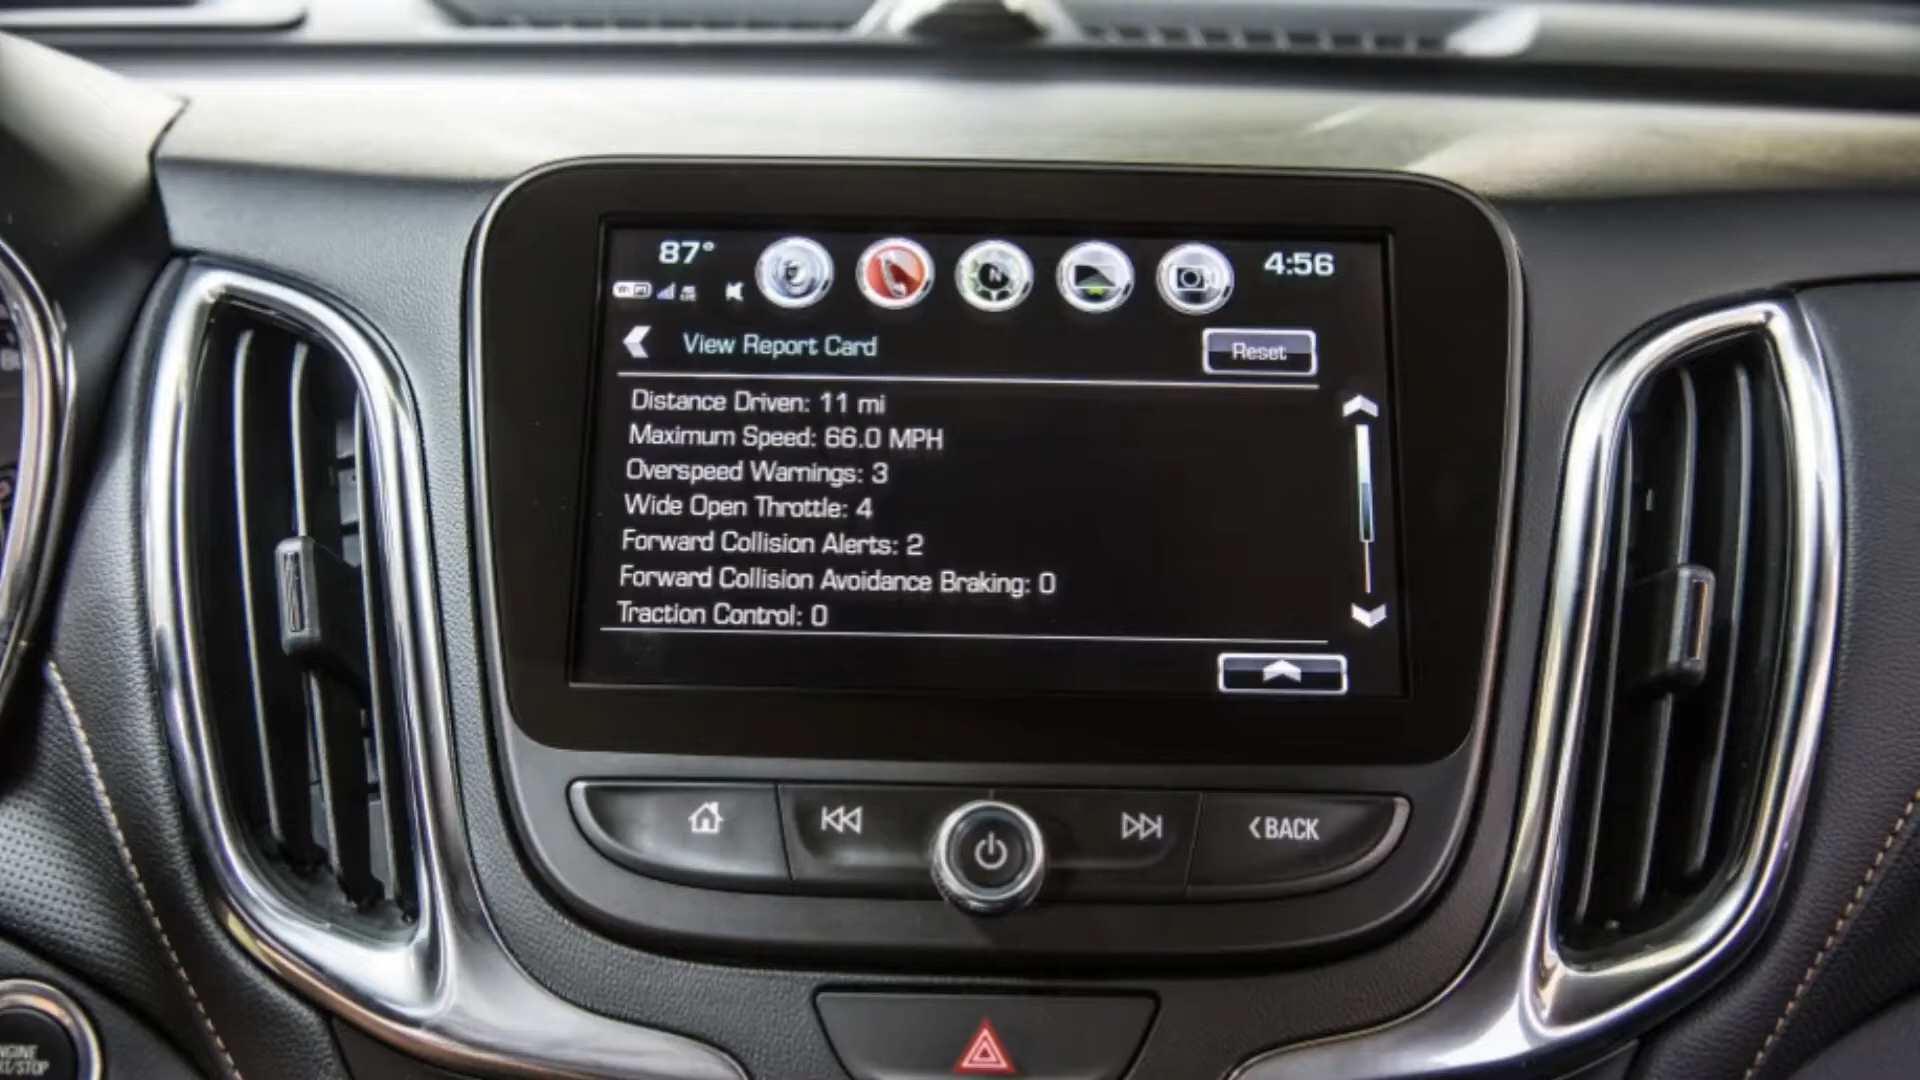 87°
4:56
View Report Card
Reset
Distance Driven: 11 mi
Maximum Speed: 66.0 MPH
Overspeed Warnings: 3
Wide Open Throttle: 4
Forward Collision Alerts: 2
Forward Collision Avoidance Braking: 0
Traction Control: 0
BACK